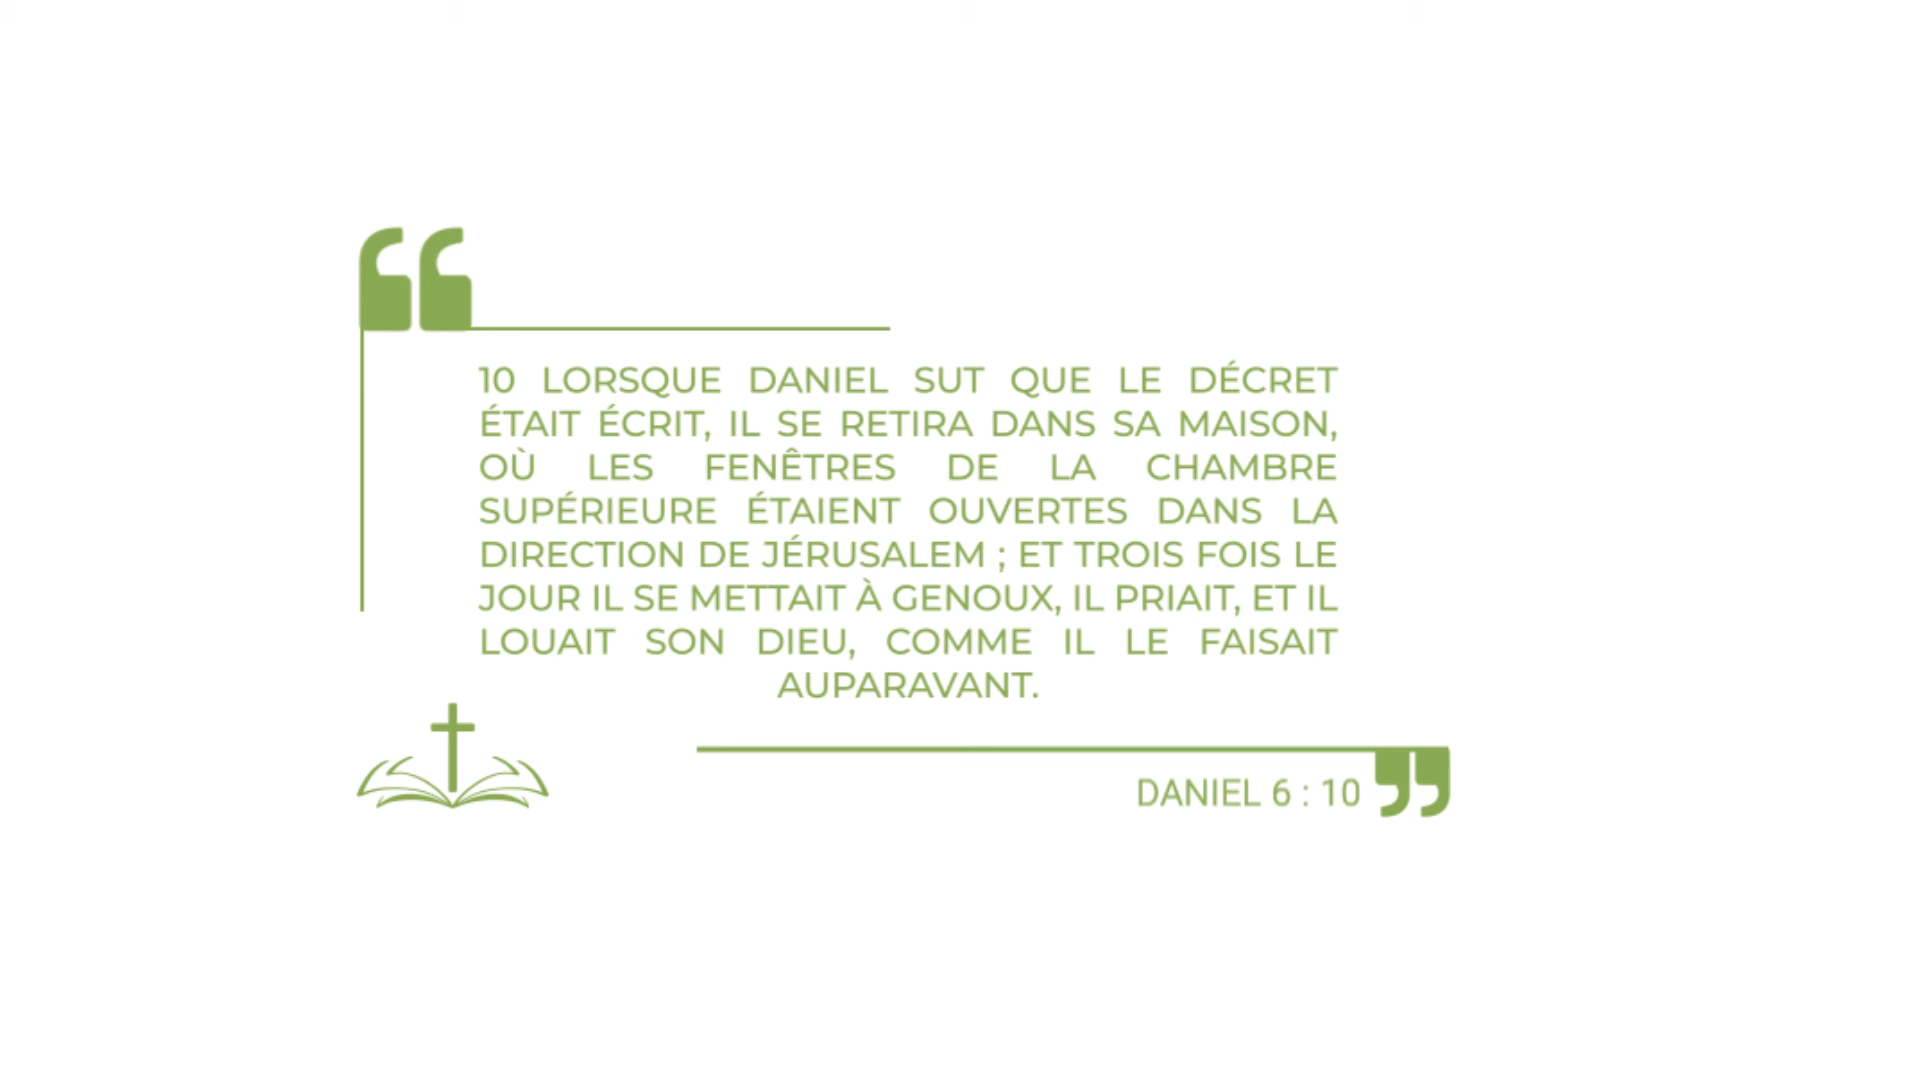 10 LORSQUE DANIEL SUT QUE LE DÉCRET
ÉTAIT ÉCRIT, IL SE RETIRA DANS SA MAISON,
OÙ LES FENÊTRES DE LA CHAMBRE
SUPÉRIEURE ÉTAIENT OUVERTES DANS LA
DIRECTION DE JÉRUSALEM ; ET TROIS FOIS LE
JOUR IL SE METTAIT À GENOUX, IL PRIAIT, ET IL
LOUAIT SON DIEU, COMME IL LE FAISAIT
AUPARAVANT.
DANIEL 6 : 10